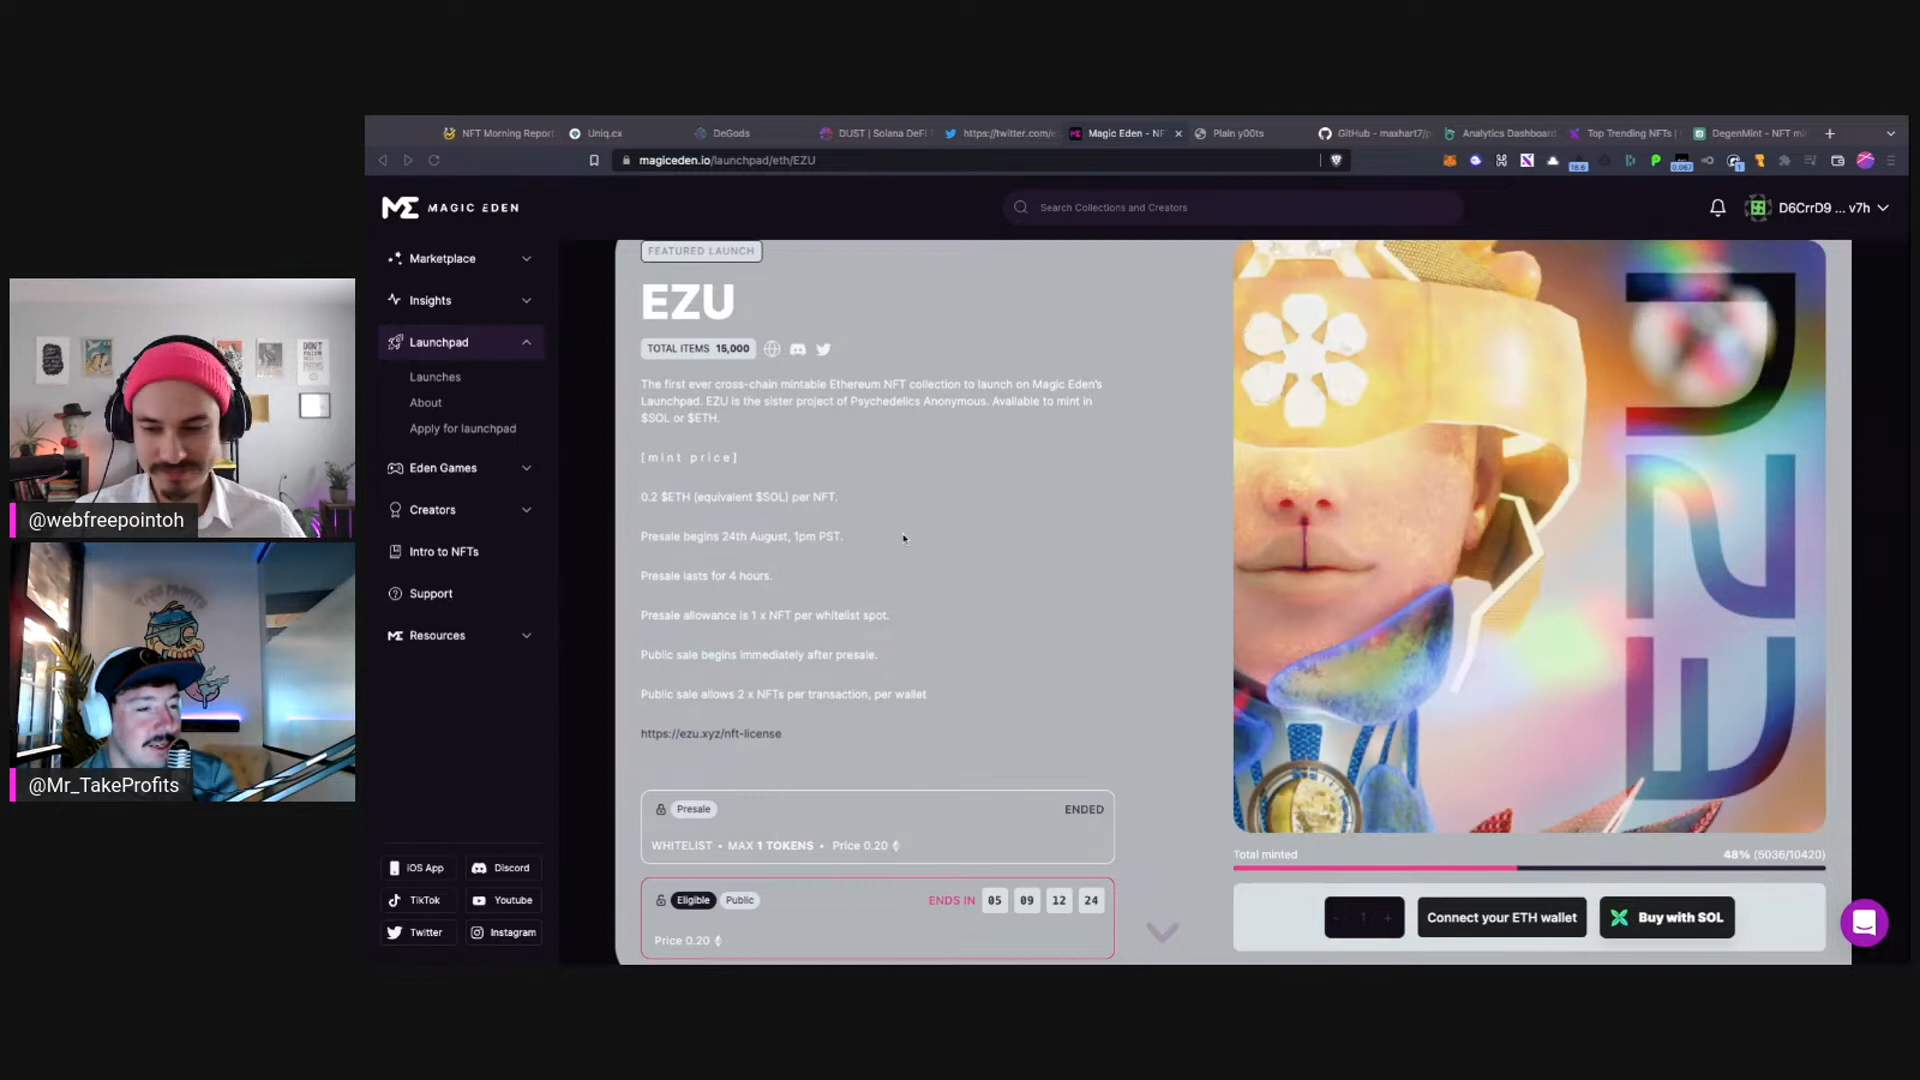 NFT Morning Report
Uniq.cx
DeGods
DUST | Solana DeFi
https://twitter.com/e
Magic Eden - NF
Plain y00ts
GitHub - maxhart7/p
Analytics Dashboard
Top Trending NFTs |
DegenMint - NFT mi
magiceden.io/launchpad/eth/EZU
MAGIC EDEN
Search Collections and Creators
D6CrrD9 ... v7h
Marketplace
Insights
Launchpad
Launches
About
Apply for launchpad
Eden Games
Creators
Intro to NFTs
Support
Resources
iOS App
Discord
TikTok
Youtube
Twitter
Instagram
FEATURED LAUNCH
EZU
TOTAL ITEMS 15,000
The first ever cross-chain mintable Ethereum NFT collection to launch on Magic Eden's
Launchpad. EZU is the sister project of Psychedelics Anonymous. Available to mint in
$SOL or $ETH.
[mint price]
0.2 $ETH (equivalent $SOL) per NFT.
Presale begins 24th August, 1pm PST.
Presale lasts for 4 hours.
Presale allowance is 1 x NFT per whitelist spot.
Public sale begins immediately after presale.
Public sale allows 2 x NFTs per transaction, per wallet
https://ezu.xyz/nft-license
Presale
ENDED
WHITELIST • MAX 1 TOKENS • Price 0.20
Eligible
Public
ENDS IN 05 09 12 24
Price 0.20
EZU
Total minted
48% (5036/10420)
- 1 +
Connect your ETH wallet
Buy with SOL
@webfreepointoh
@Mr_TakeProfits